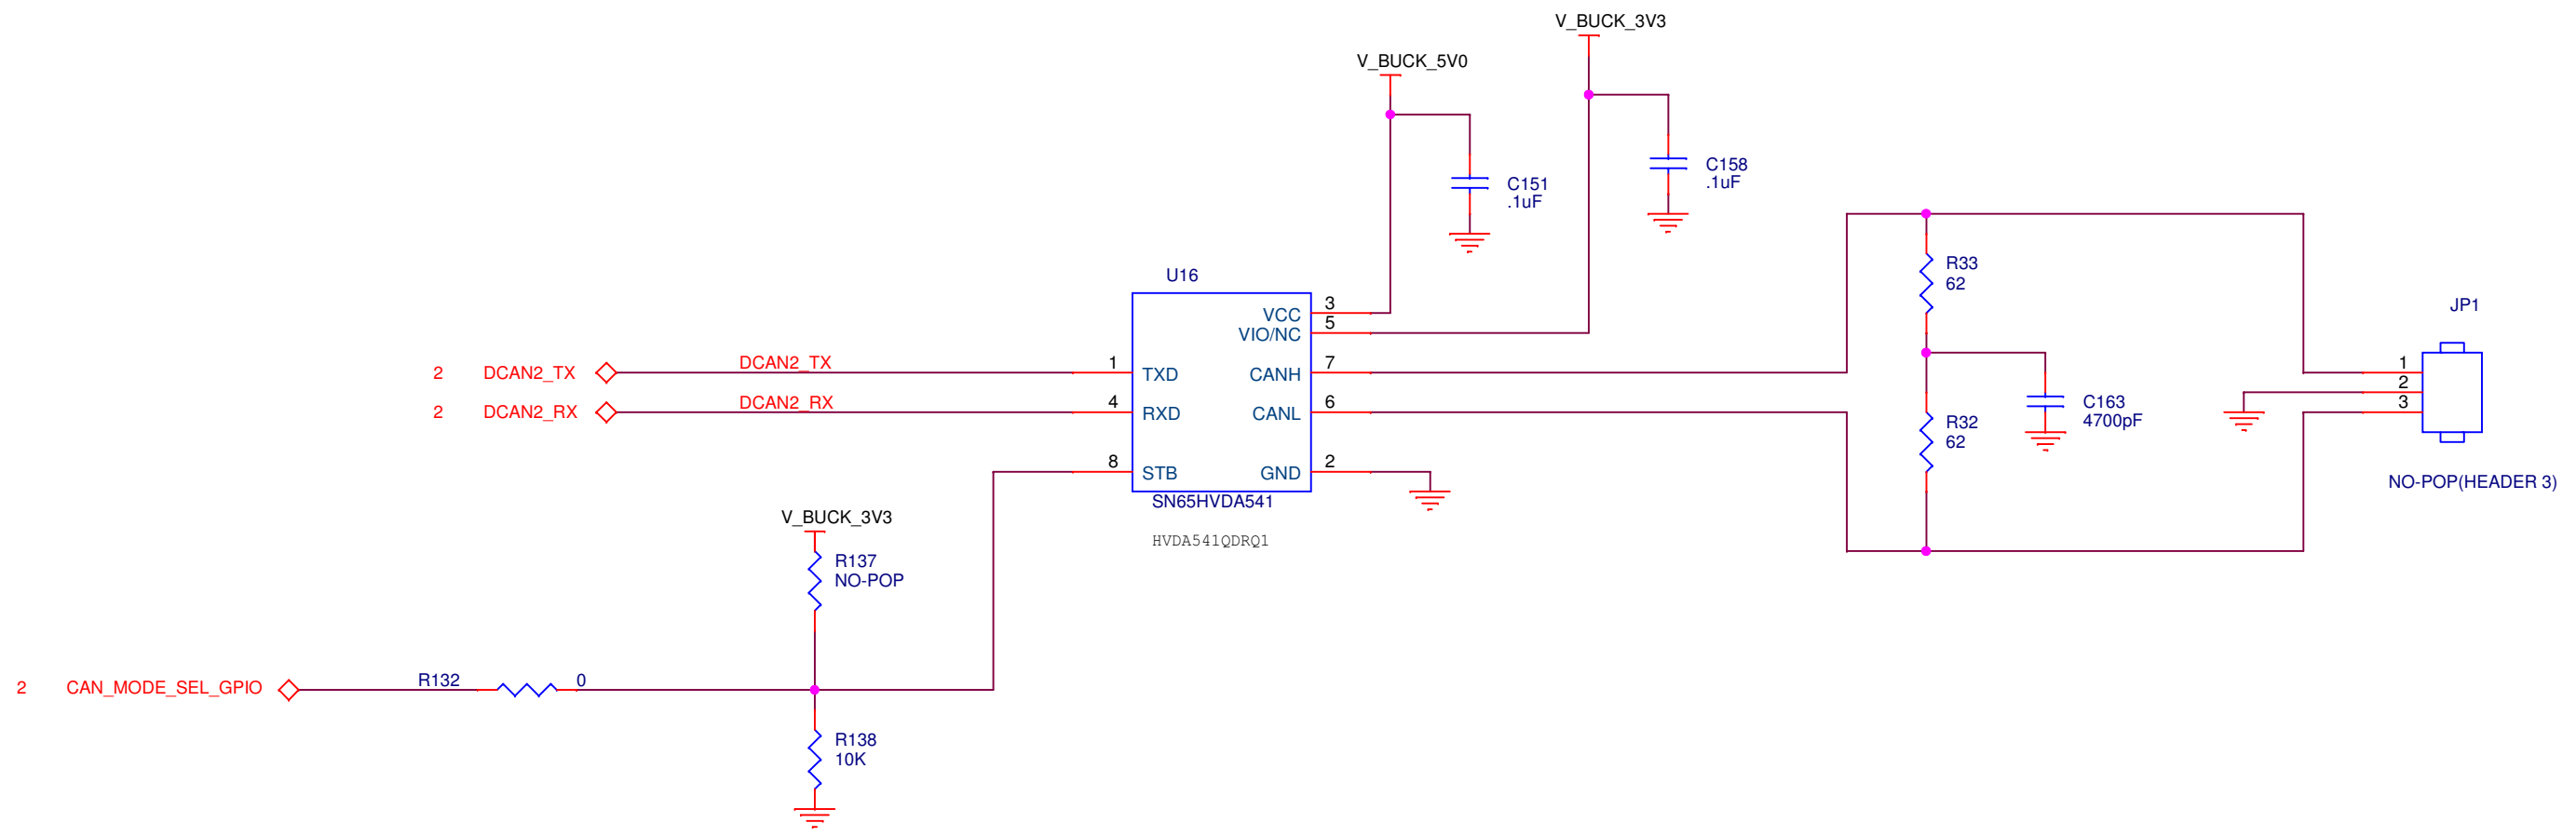 V_BUCK_3V3
V_BUCK_5V0
C158
.1uF
C151
.1uF
U16
R33
62
JP1
VCC 3
VIO/NC 5
2 DCAN2_TX DCAN2_TX 1 TXD CANH 7
1
2
3
2 DCAN2_RX DCAN2_RX 4 RXD CANL 6
C163
4700pF
R32
62
8 STB GND 2
NO-POP(HEADER 3)
SN65HVDA541
HVDA541QDRQ1
V_BUCK_3V3
R137
NO-POP
2 CAN_MODE_SEL_GPIO R132 0
R138
10K